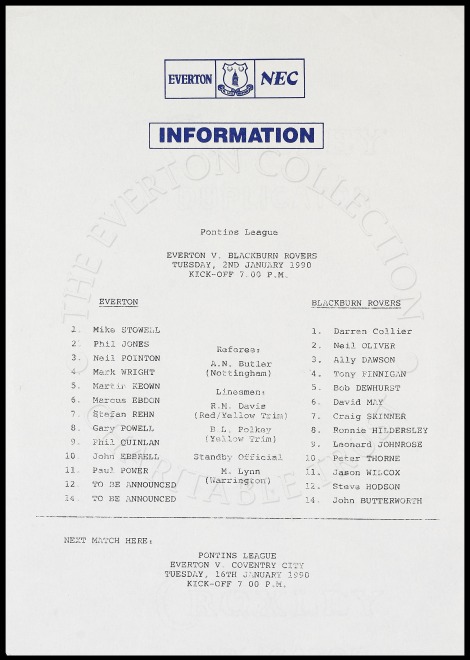 EVERTON NEC
INFORMATION
THE EVERTON COLLECTION
CHARITABLE
Pontins League
EVERTON V. BLACKBURN ROVERS
TUESDAY, 2ND JANUARY 1990
KICK-OFF 7.00 P.M.
EVERTON
1. Mike STOWELL
2. Phil JONES
3. Neil POINTON
4. Mark WRIGHT
5. Martin KEOWN
6. Marcus EBDON
7. Stefan REHN
8. Gary POWELL
9. Phil QUINLAN
10. John EBBRELL
11. Paul POWER
12. TO BE ANNOUNCED
14. TO BE ANNOUNCED
Referee:
A.N. Butler
(Nottingham)
Linesmen:
R.M. Davis
(Red/Yellow Trim)
B.L. Polkey
(Yellow Trim)
Standby Official
M. Lynn
(Warrington)
BLACKBURN ROVERS
1. Darren Collier
2. Neil OLIVER
3. Ally DAWSON
4. Tony FINNIGAN
5. Bob DEWHURST
6. David MAY
7. Craig SKINNER
8. Ronnie HILDERSLEY
9. Leonard JOHNROSE
10. Peter THORNE
11. Jason WILCOX
12. Steve HODSON
14. John BUTTERWORTH
NEXT MATCH HERE:
PONTINS LEAGUE
EVERTON V. COVENTRY CITY
TUESDAY, 16TH JANUARY 1990
KICK-OFF 7 00 P.M.